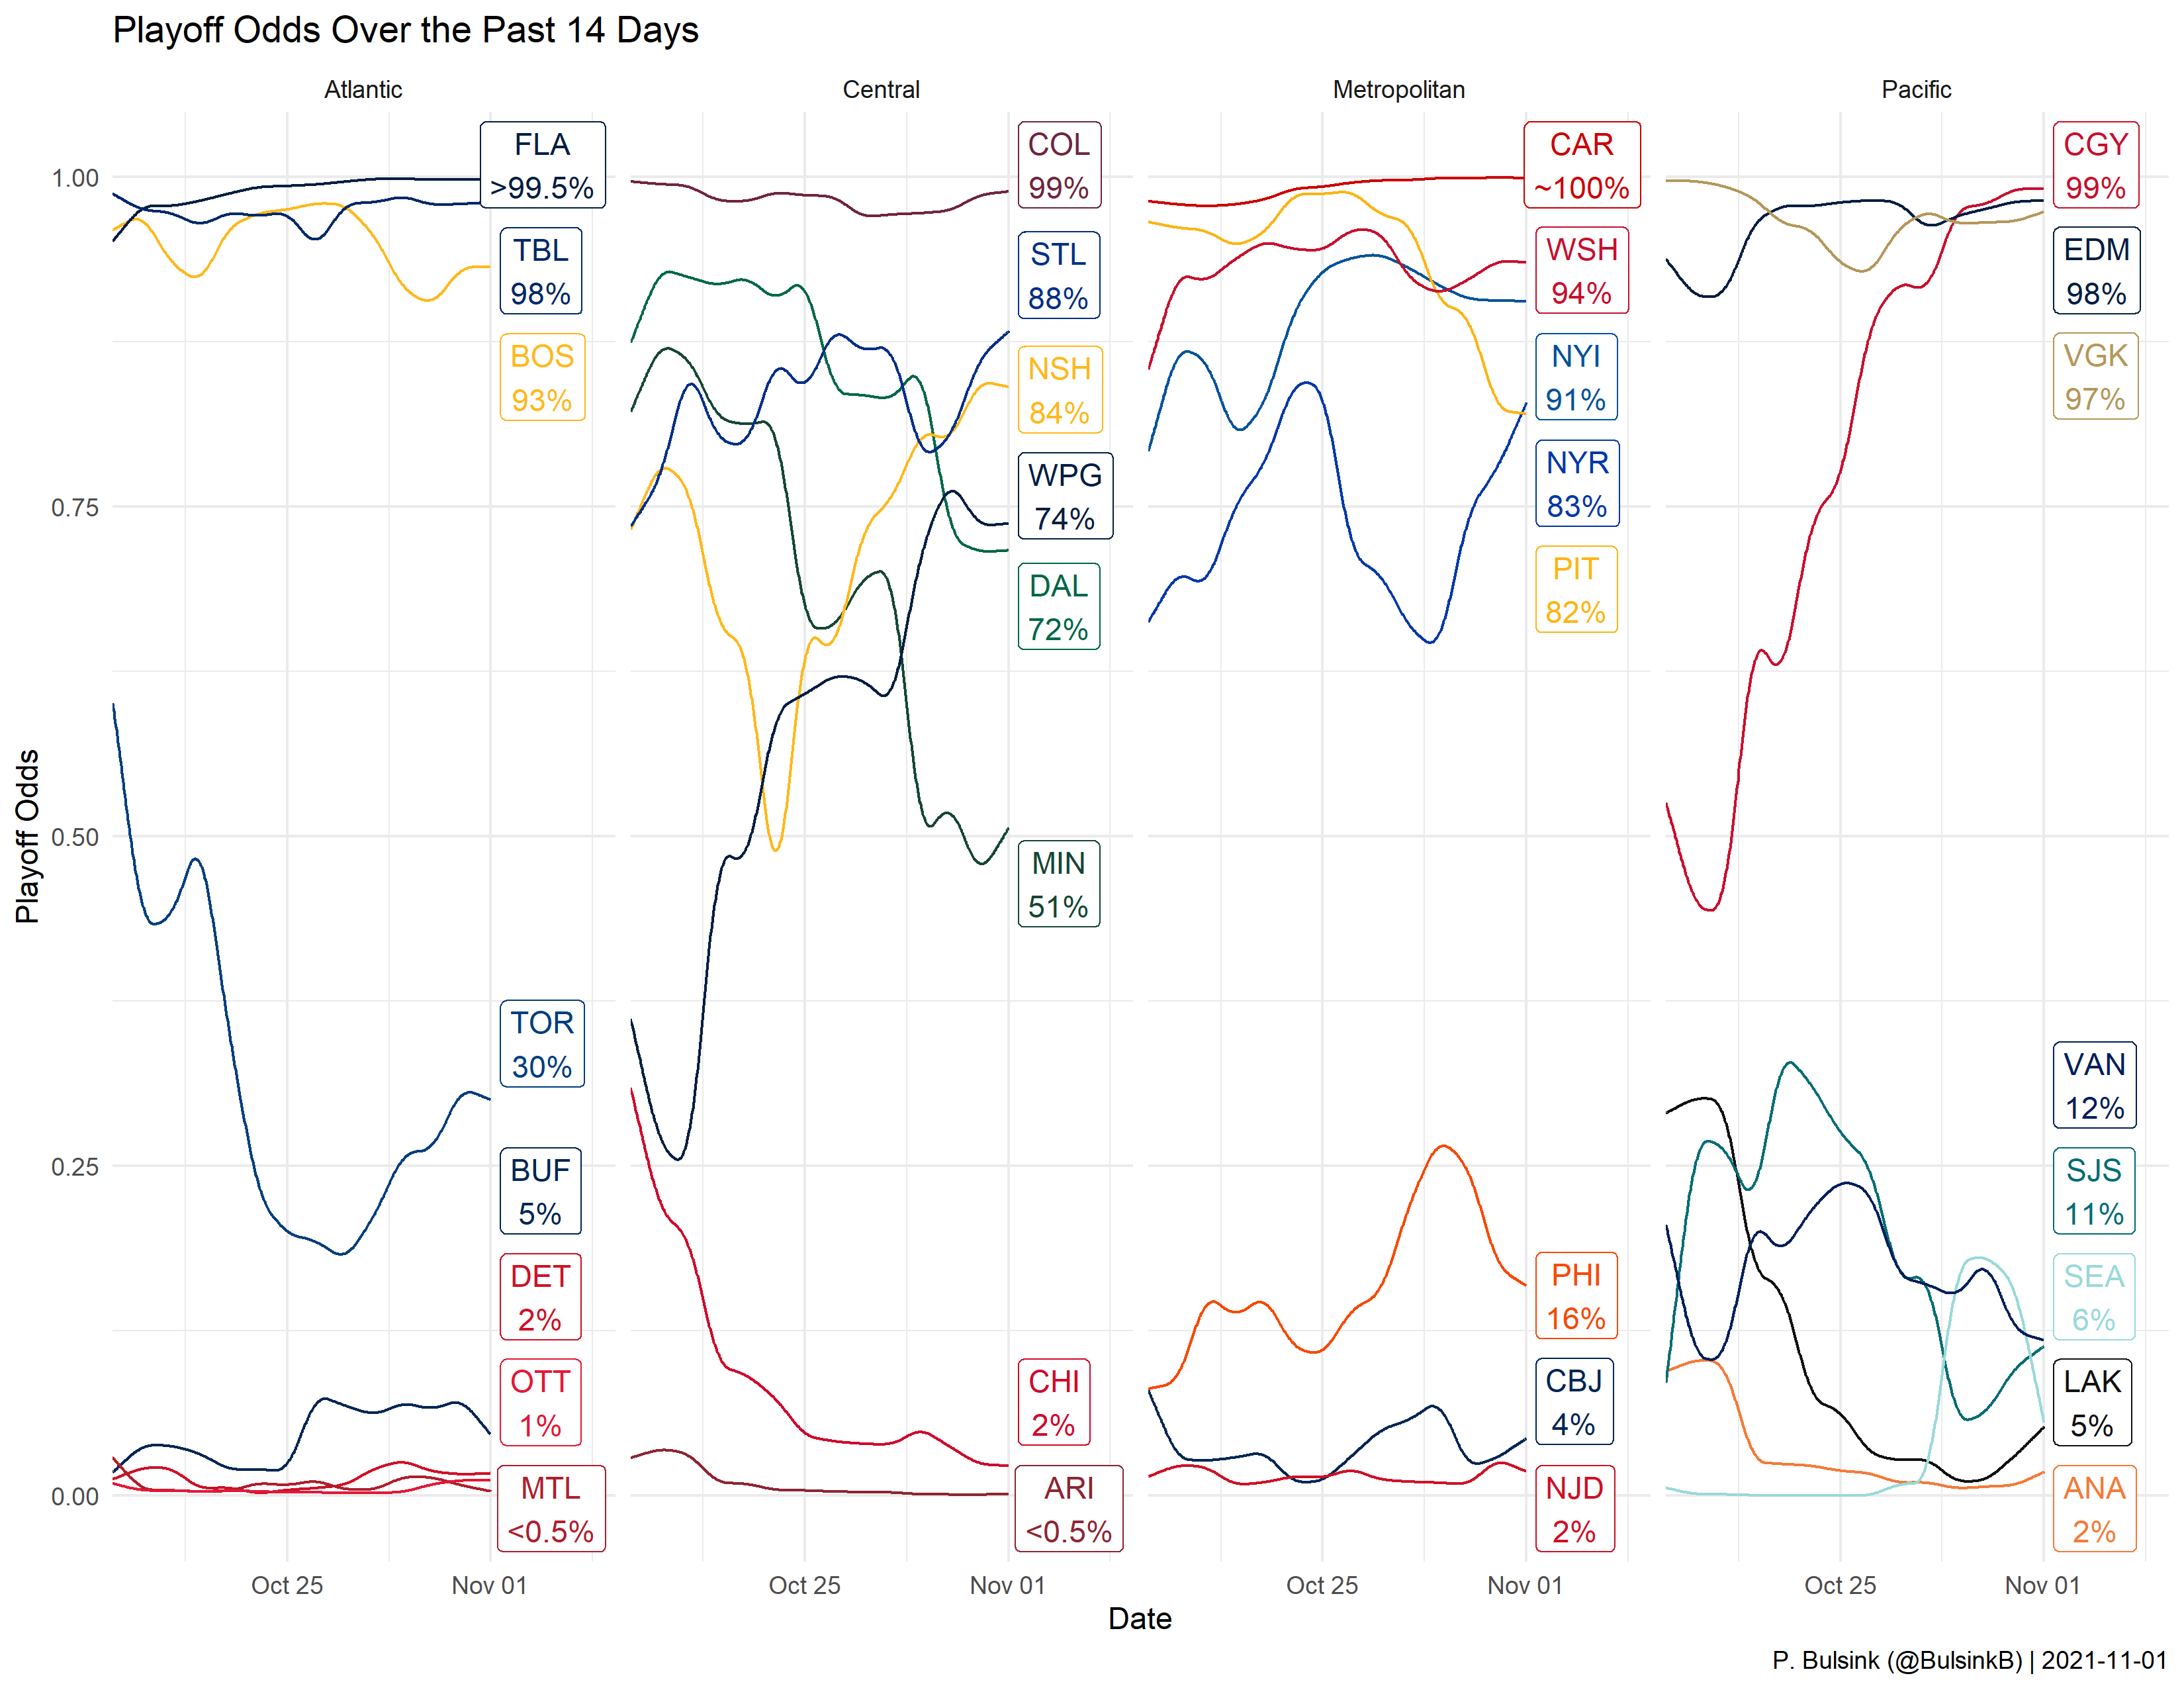 Playoff Odds Over the Past 14 Days
Atlantic
Central
Metropolitan
Pacific
Playoff Odds
1.00
0.75
0.50
0.25
0.00
FLA
>99.5%
TBL
98%
BOS
93%
TOR
30%
BUF
5%
DET
2%
OTT
1%
MTL
<0.5%
COL
99%
STL
88%
NSH
84%
WPG
74%
DAL
72%
MIN
51%
CHI
2%
ARI
<0.5%
CAR
~100%
WSH
94%
NYI
91%
NYR
83%
PIT
82%
PHI
16%
CBJ
4%
NJD
2%
CGY
99%
EDM
98%
VGK
97%
VAN
12%
SJS
11%
SEA
6%
LAK
5%
ANA
2%
Oct 25
Nov 01
Oct 25
Nov 01
Oct 25
Nov 01
Oct 25
Nov 01
Date
P. Bulsink (@BulsinkB) | 2021-11-01